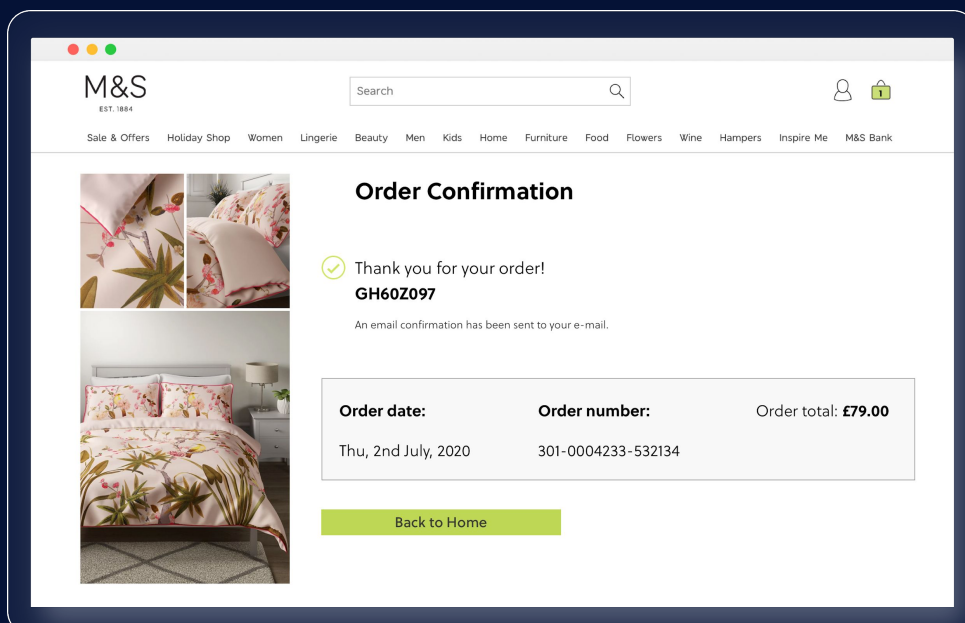 M&S
EST. 1884
Search
1
Sale & Offers Holiday Shop Women Lingerie Beauty Men Kids Home Furniture Food Flowers Wine Hampers Inspire Me M&S Bank
Order Confirmation
Thank you for your order!
GH60Z097
An email confirmation has been sent to your e-mail.
Order date: Order number: Order total: £79.00
Thu, 2nd July, 2020 301-0004233-532134
Back to Home